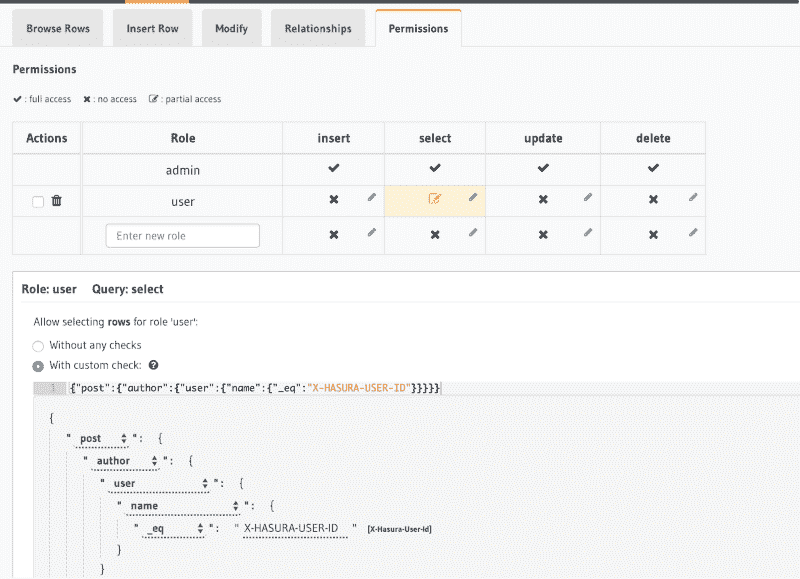 Browse Rows Insert Row Modify Relationships Permissions
Permissions
: full access : no access : partial access
Actions Role insert select update delete
admin
user
Enter new role
Role: user Query: select
Allow selecting rows for role 'user':
Without any checks
With custom check: ?
1 {"post":{"author":{"user":{"name":{"_eq":"X-HASURA-USER-ID"}}}}}
{
" post ": {
" author ": {
" user ": {
" name ": {
" _eq ": " X-HASURA-USER-ID " [X-Hasura-User-Id]
}
}